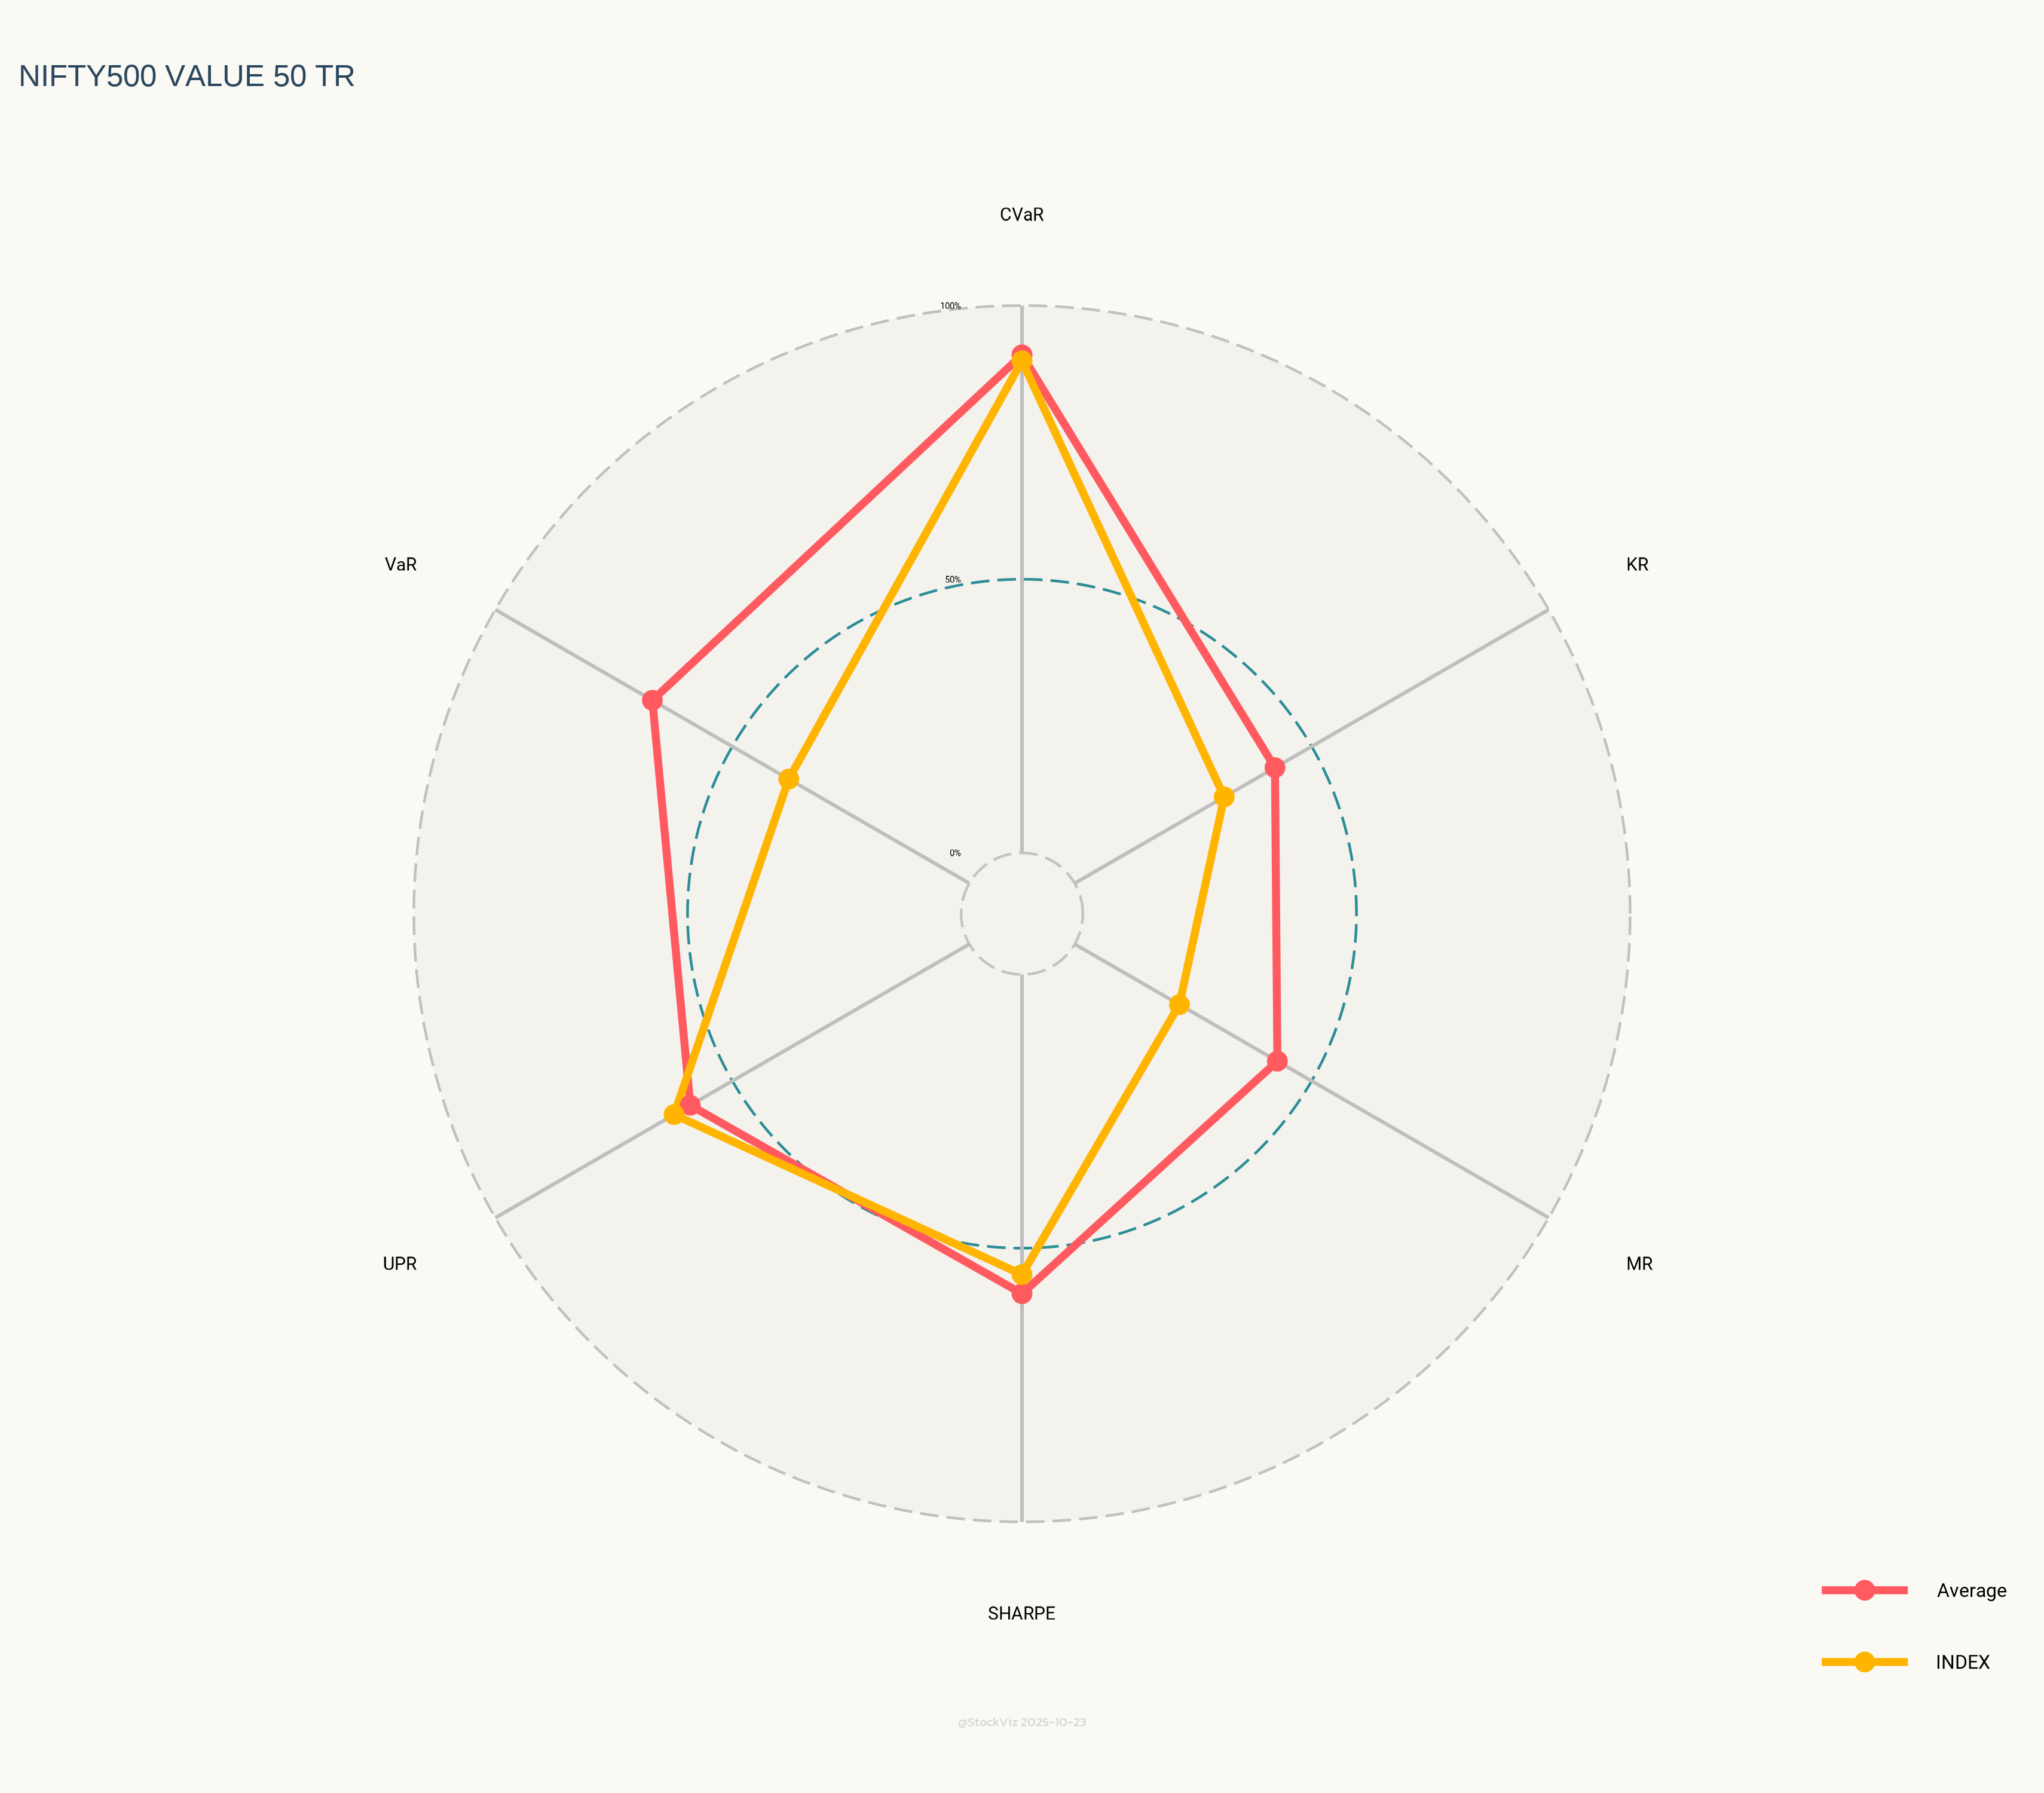 NIFTY500 VALUE 50 TR
CVaR
100%
KR
VaR
50%
0%
UPR
MR
SHARPE
Average
INDEX
@StockViz 2025-10-23